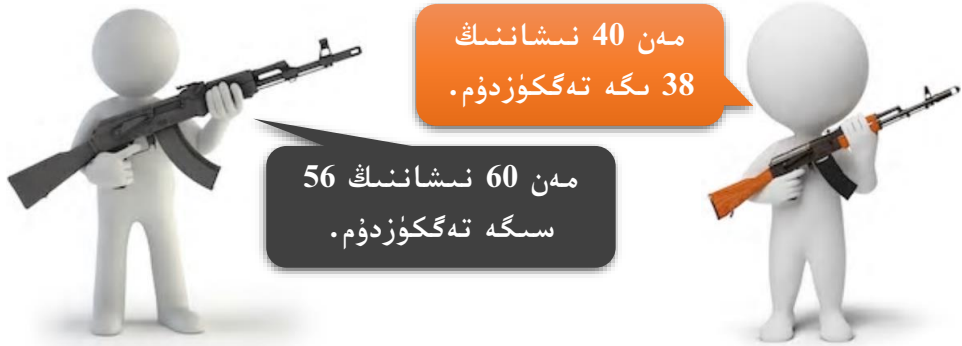 مەن 40 نىشاننىڭ
38 ىگە تەگكۈزدۈم.
مەن 60 نىشاننىڭ 56
سىگە تەگكۈزدۈم.